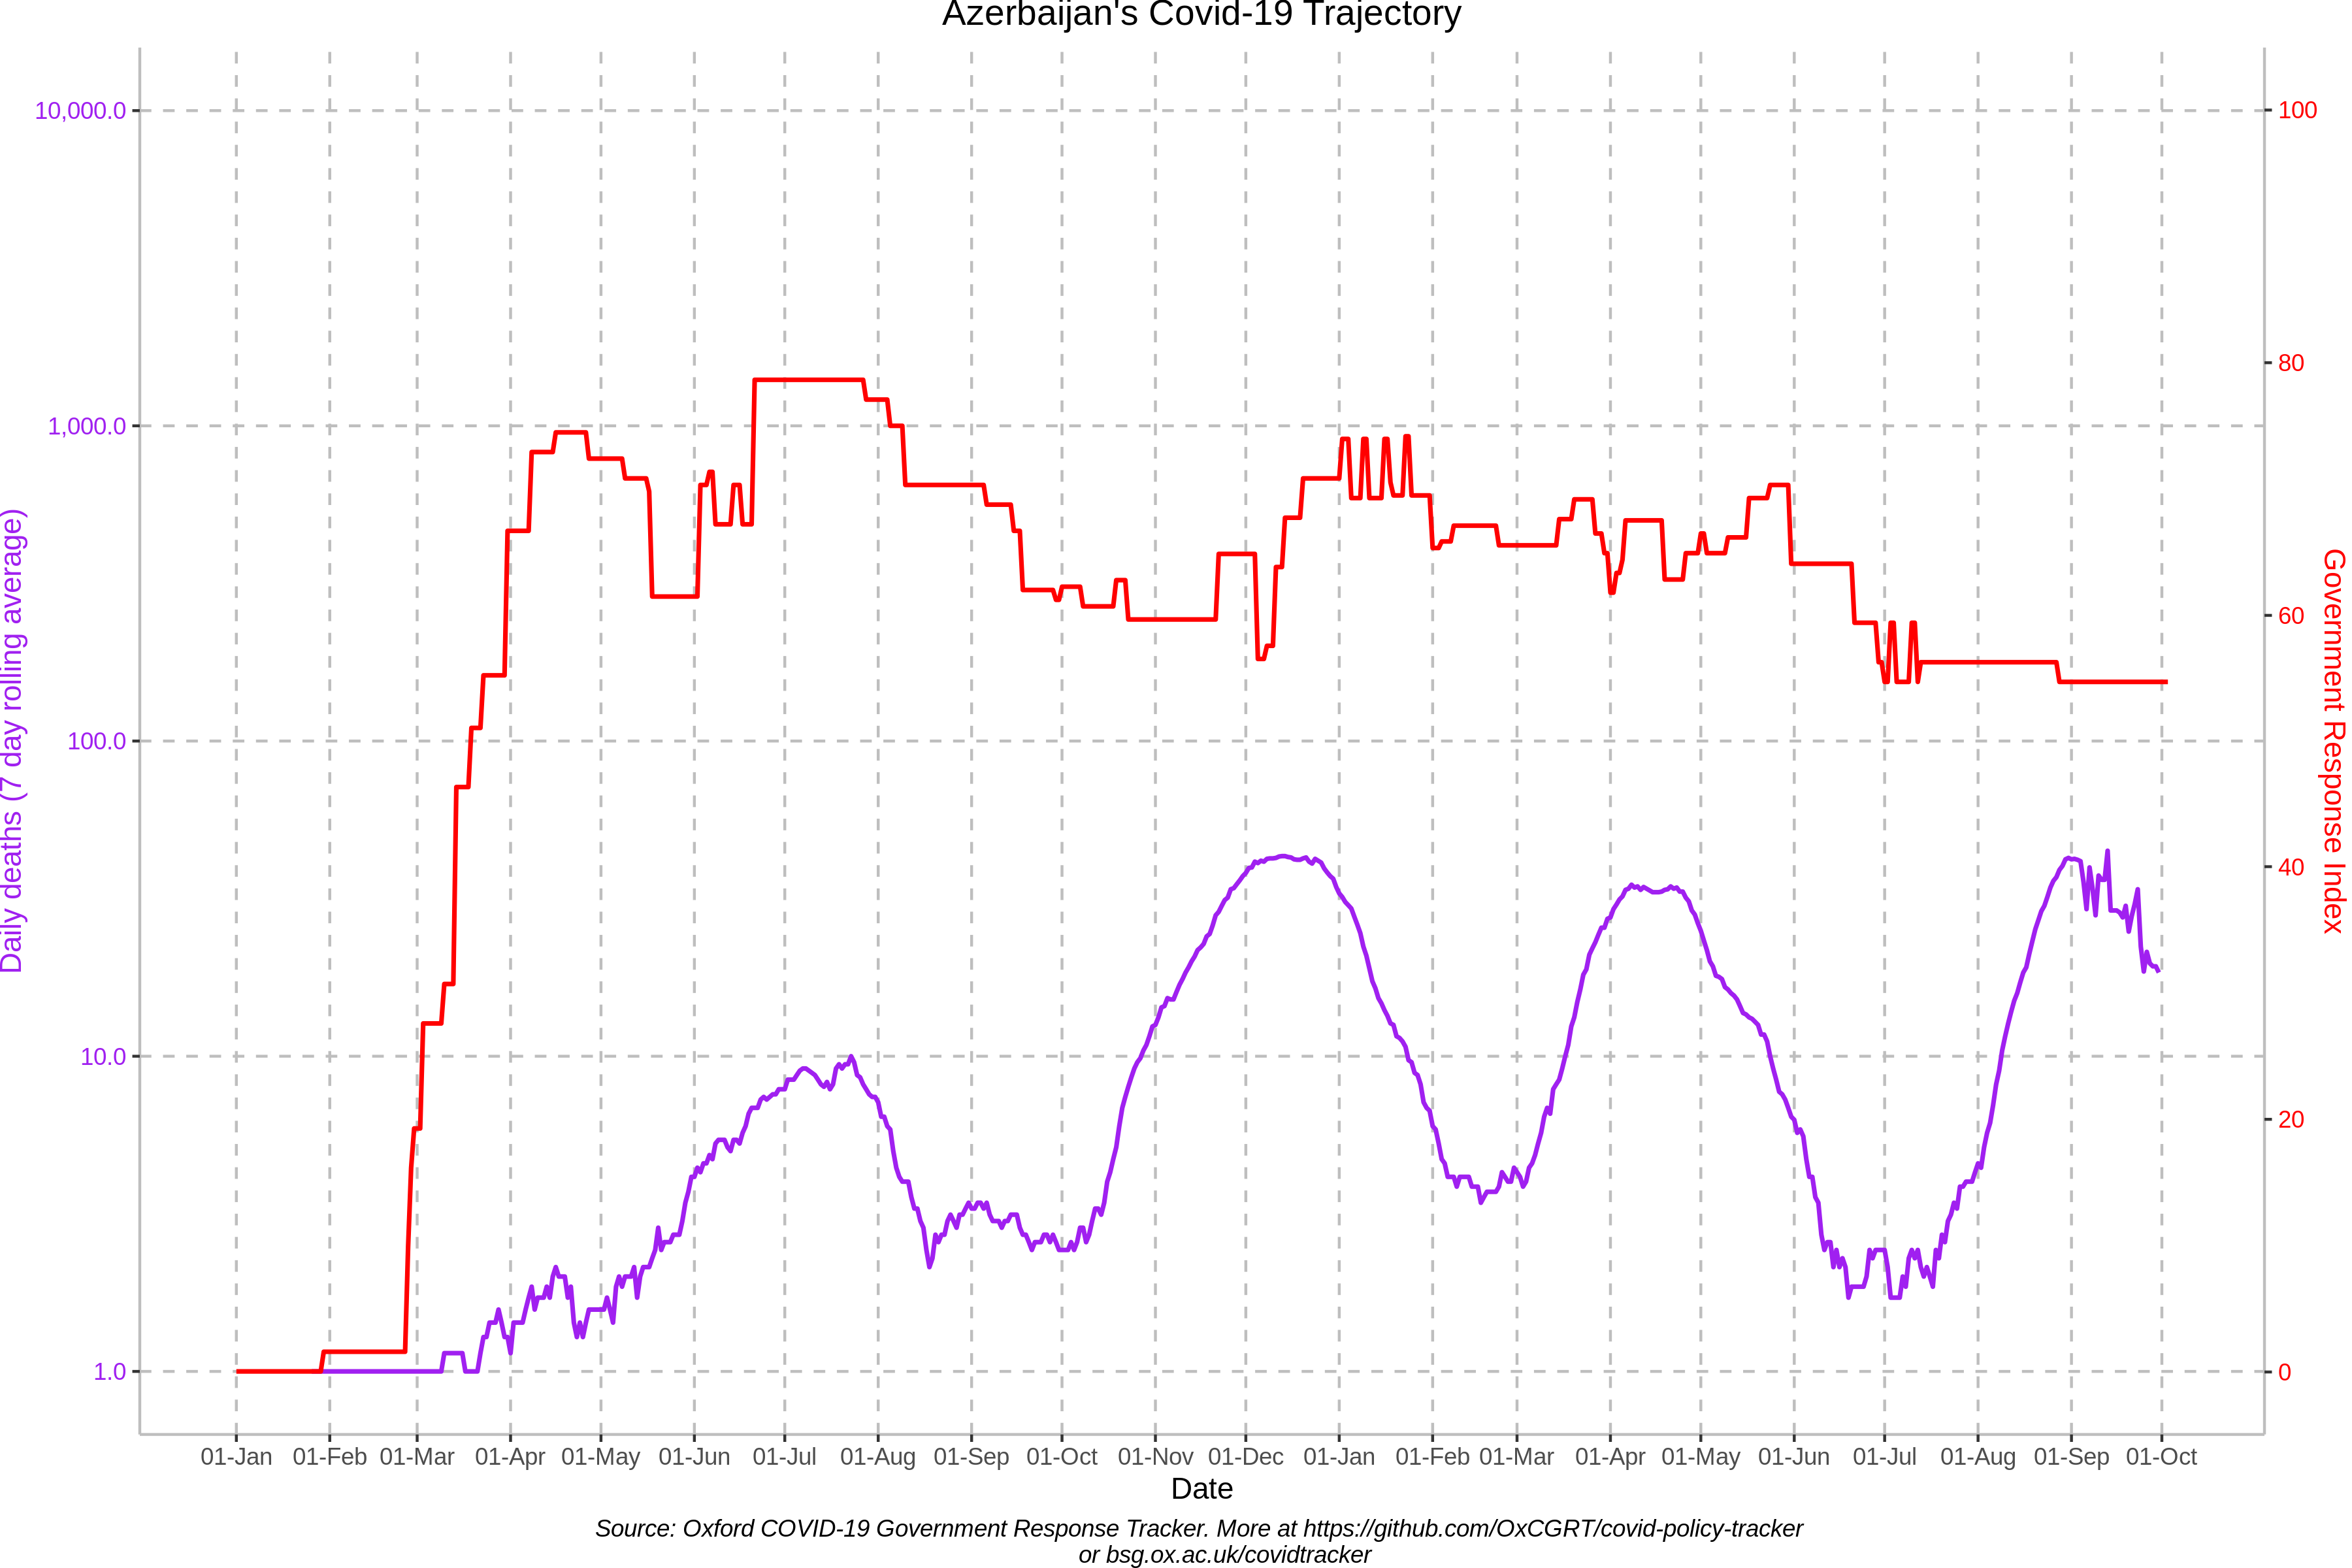 Azerbaijan's Covid-19 Trajectory
Daily deaths (7 day rolling average)
10,000.0
1,000.0
100.0
10.0
1.0
100
80
60
40
20
0
Government Response Index
01-Jan 01-Feb 01-Mar 01-Apr 01-May 01-Jun 01-Jul 01-Aug 01-Sep 01-Oct 01-Nov 01-Dec 01-Jan 01-Feb 01-Mar 01-Apr 01-May 01-Jun 01-Jul 01-Aug 01-Sep 01-Oct
Date
Source: Oxford COVID-19 Government Response Tracker. More at https://github.com/OxCGRT/covid-policy-tracker
or bsg.ox.ac.uk/covidtracker